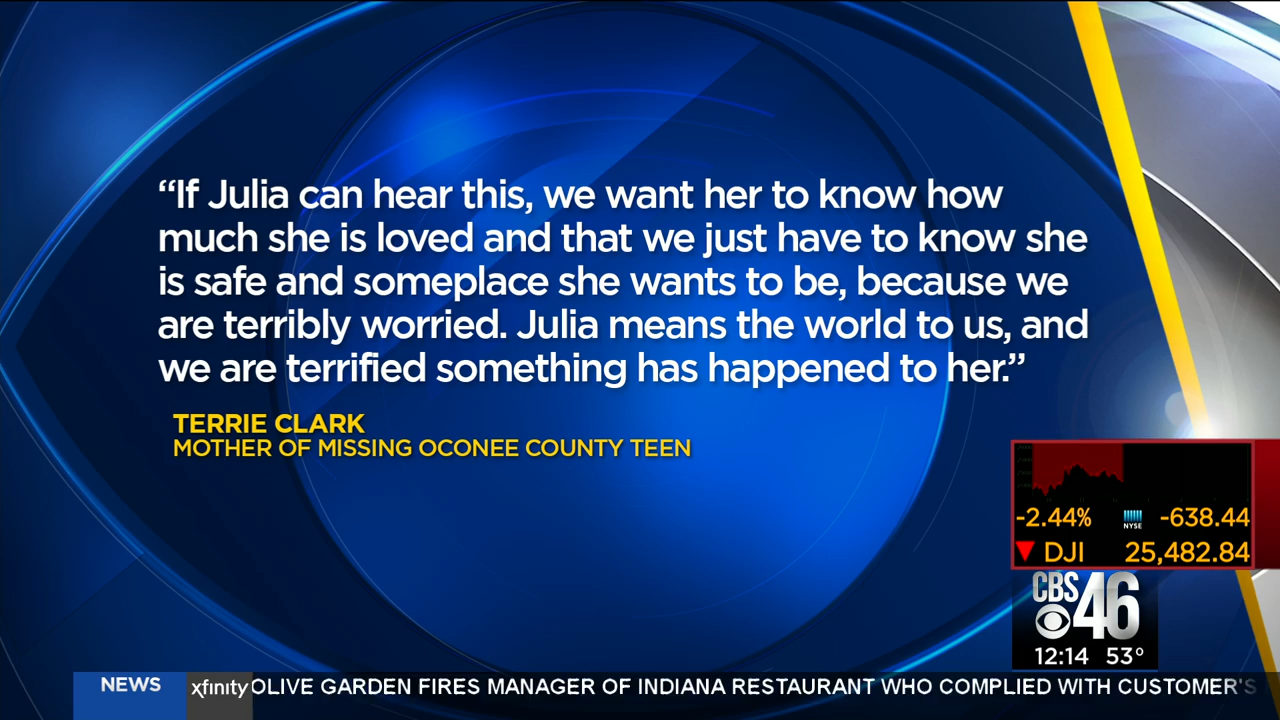 “If Julia can hear this, we want her to know how
much she is loved and that we just have to know she
is safe and someplace she wants to be, because we
are terribly worried. Julia means the world to us, and
we are terrified something has happened to her.”
TERRIE CLARK
MOTHER OF MISSING OCONEE COUNTY TEEN
-2.44% NYSE -638.44
DJI 25,482.84
CBS 46
12:14 53°
NEWS xfinity OLIVE GARDEN FIRES MANAGER OF INDIANA RESTAURANT WHO COMPLIED WITH CUSTOMER'S